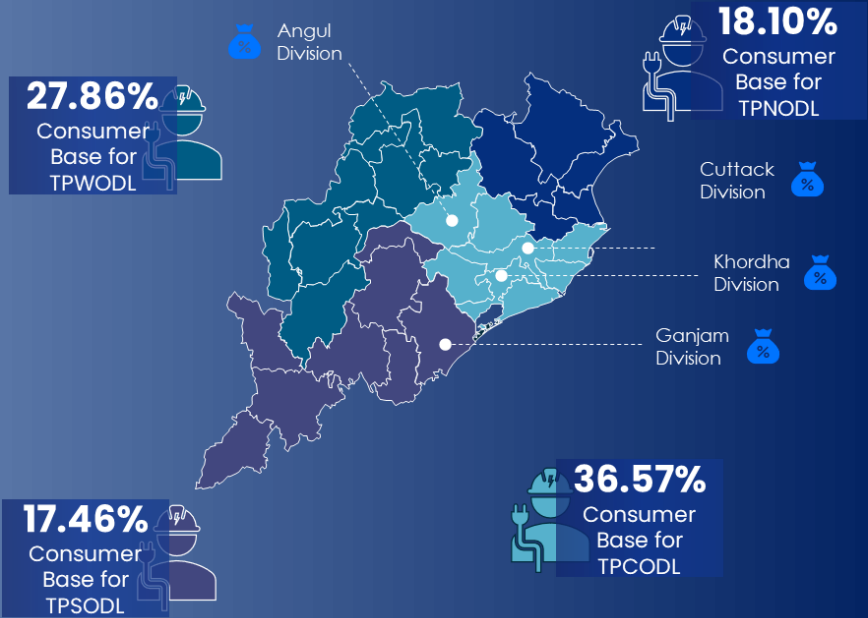 Angul
Division
18.10%
Consumer
Base for
TPNODL
27.86%
Consumer
Base for
TPWODL
Cuttack
Division
%
Khordha
Division
%
Ganjam
Division
%
%
36.57%
Consumer
Base for
TPCODL
17.46%
Consumer
Base for
TPSODL